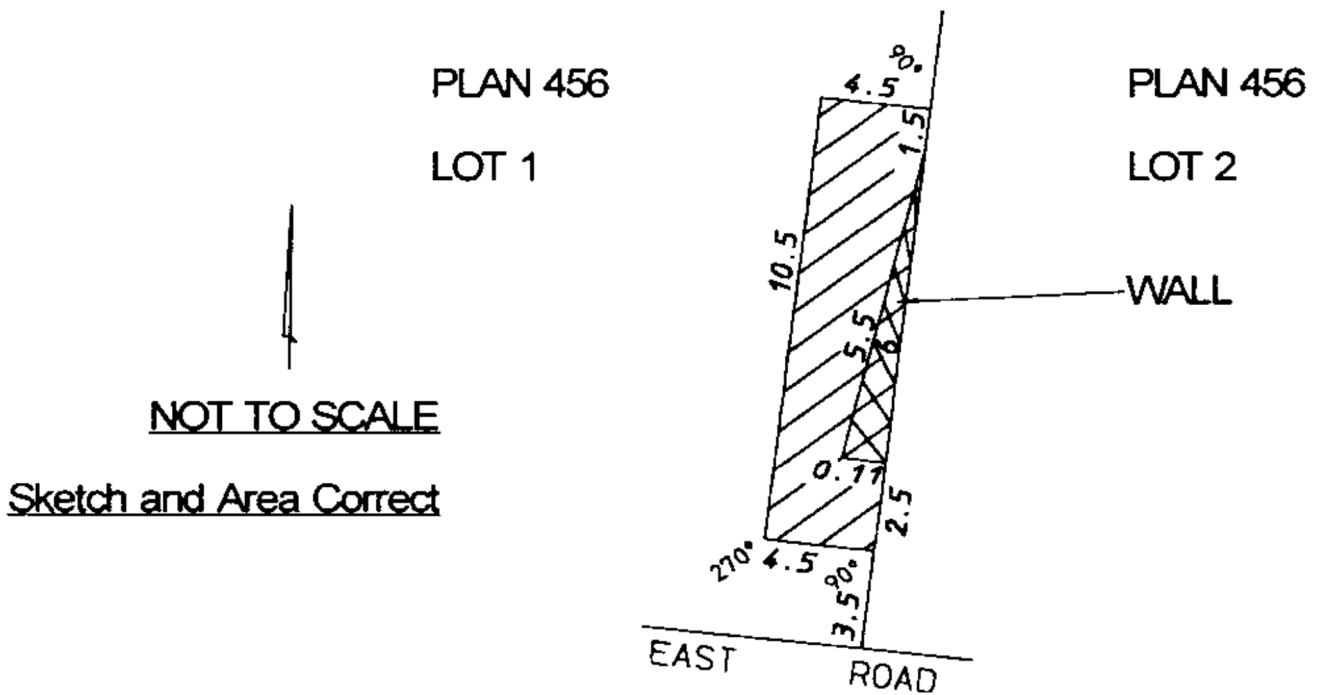 PLAN 456
LOT 1
90°
4.5
1.5
PLAN 456
LOT 2
10.5
WALL
5.5
6
NOT TO SCALE
Sketch and Area Correct
0.11
2.5
270°
4.5
90°
3.5
EAST ROAD